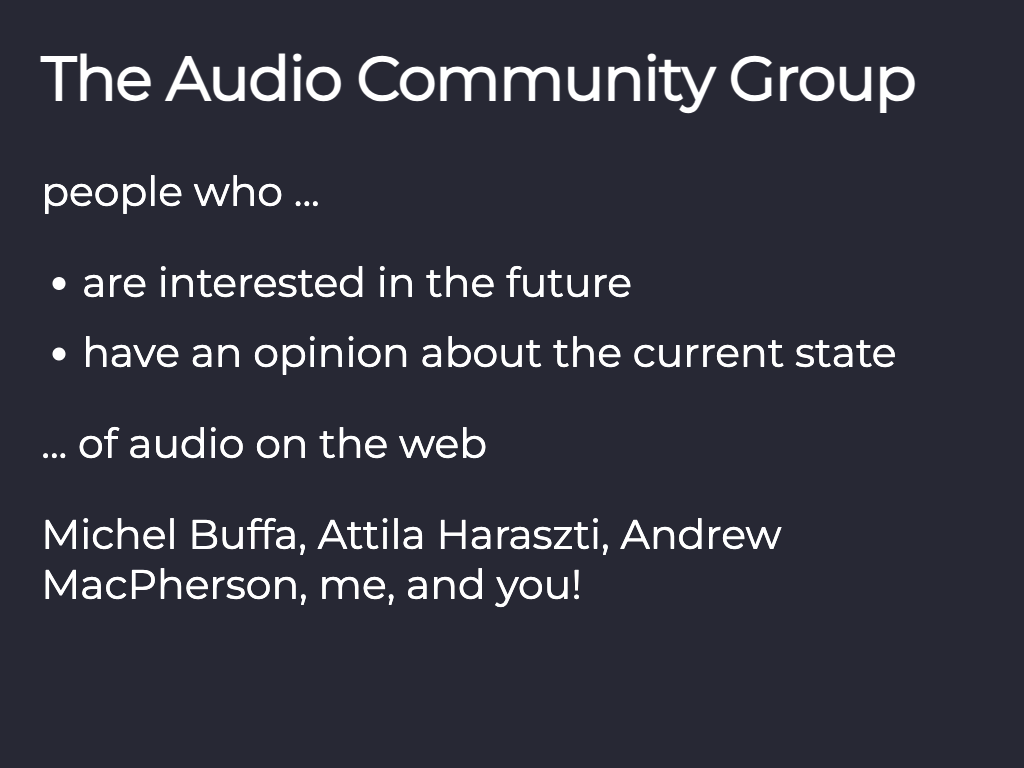 The Audio Community Group
people who ...
• are interested in the future
• have an opinion about the current state
... of audio on the web
Michel Buffa, Attila Haraszti, Andrew
MacPherson, me, and you!